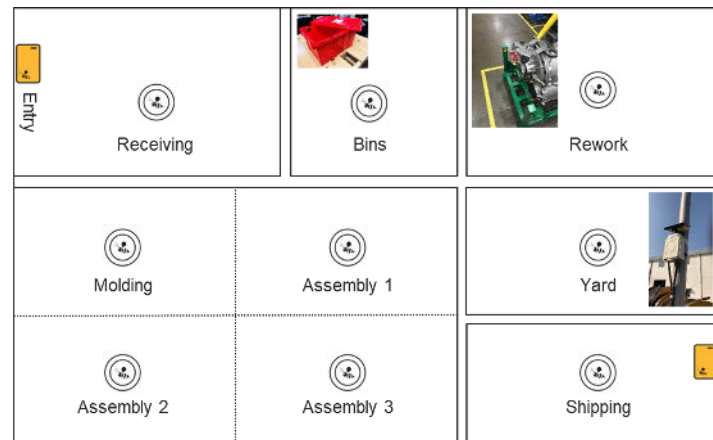 Entry
Receiving
Bins
Rework
Molding
Assembly 1
Yard
Assembly 2
Assembly 3
Shipping